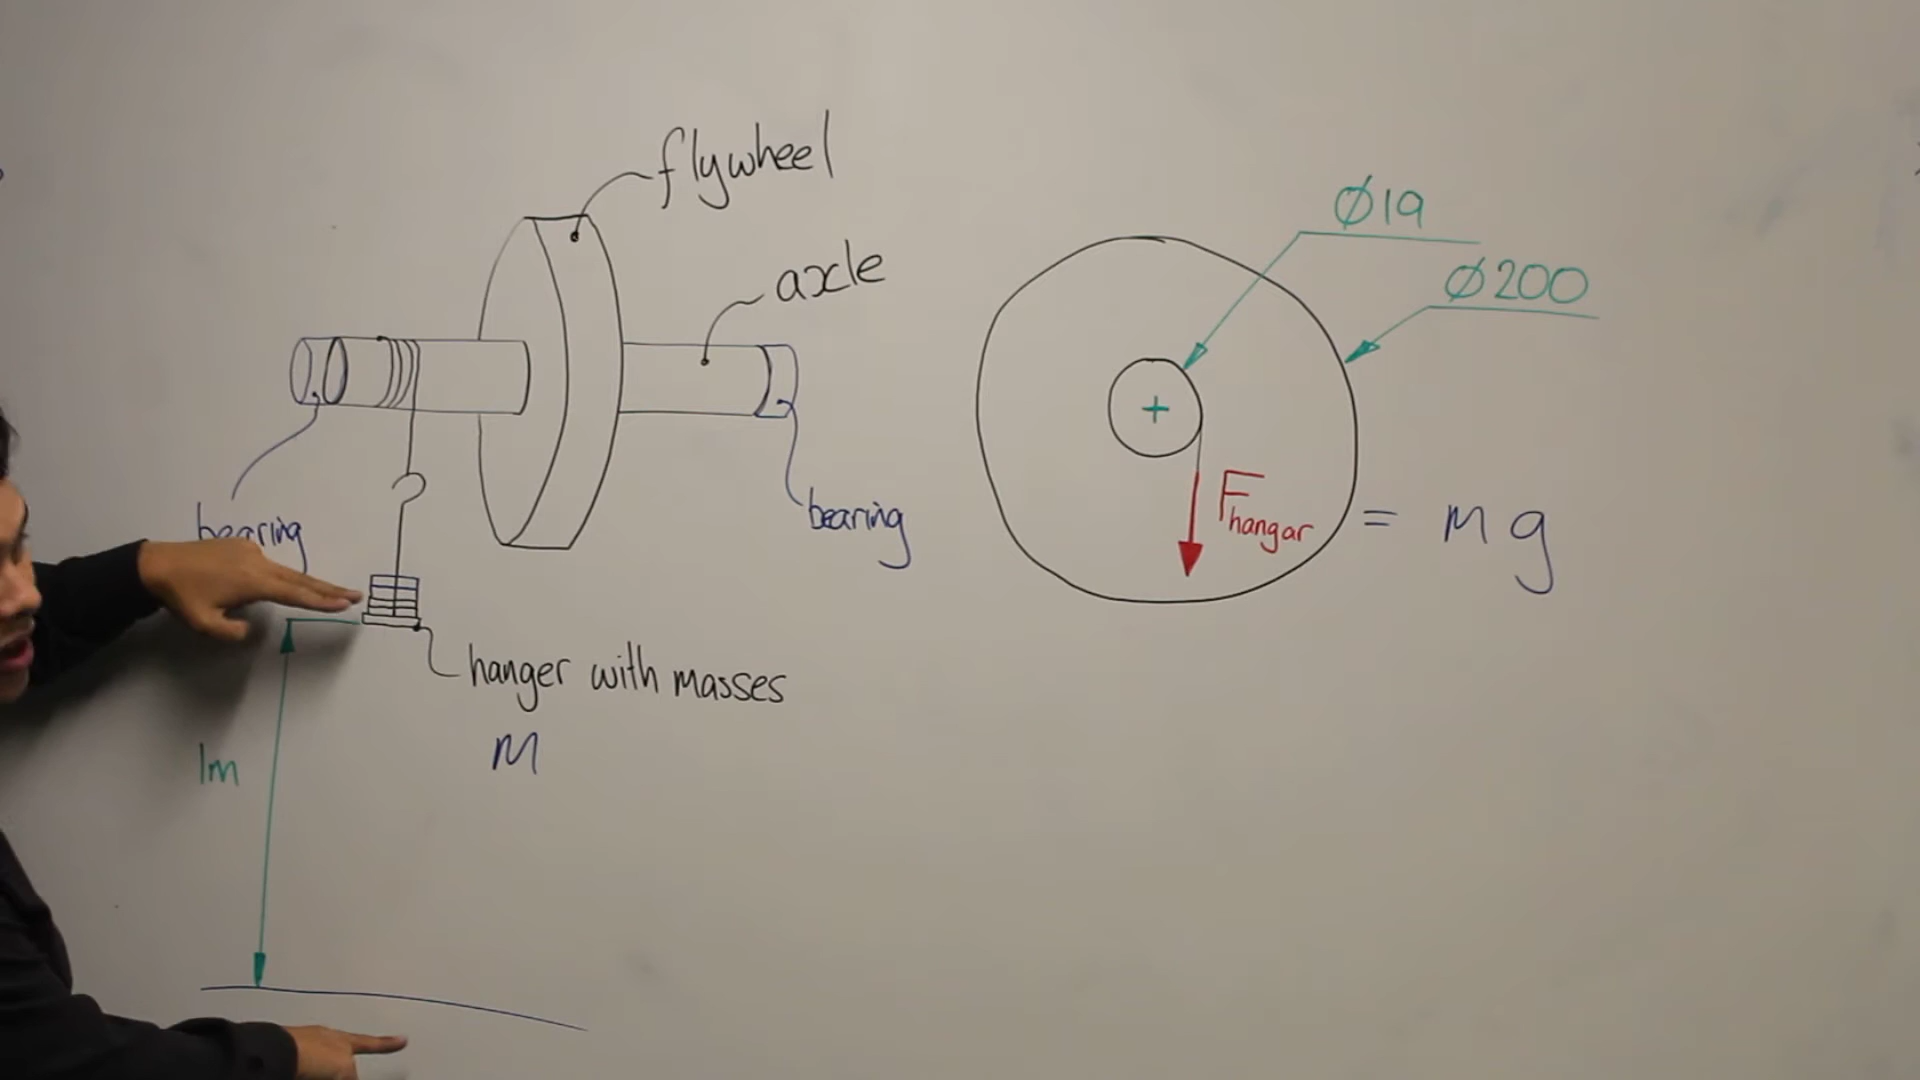 flywheel
axle
bearing
bearing
hanger with masses
m
1m
Ø19
Ø200
F hangar = mg